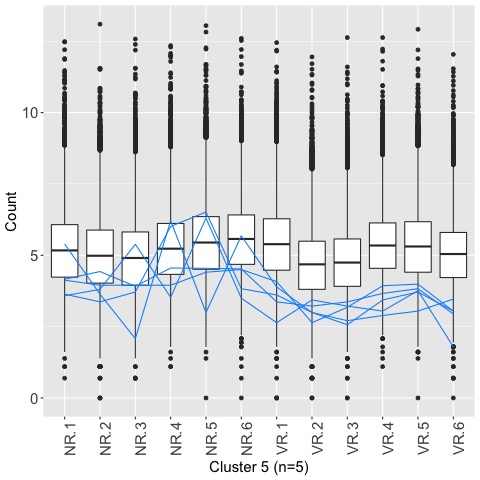 Count
10
5
0
NR.1
NR.2
NR.3
NR.4
NR.5
NR.6
VR.1
VR.2
VR.3
VR.4
VR.5
VR.6
Cluster 5 (n=5)